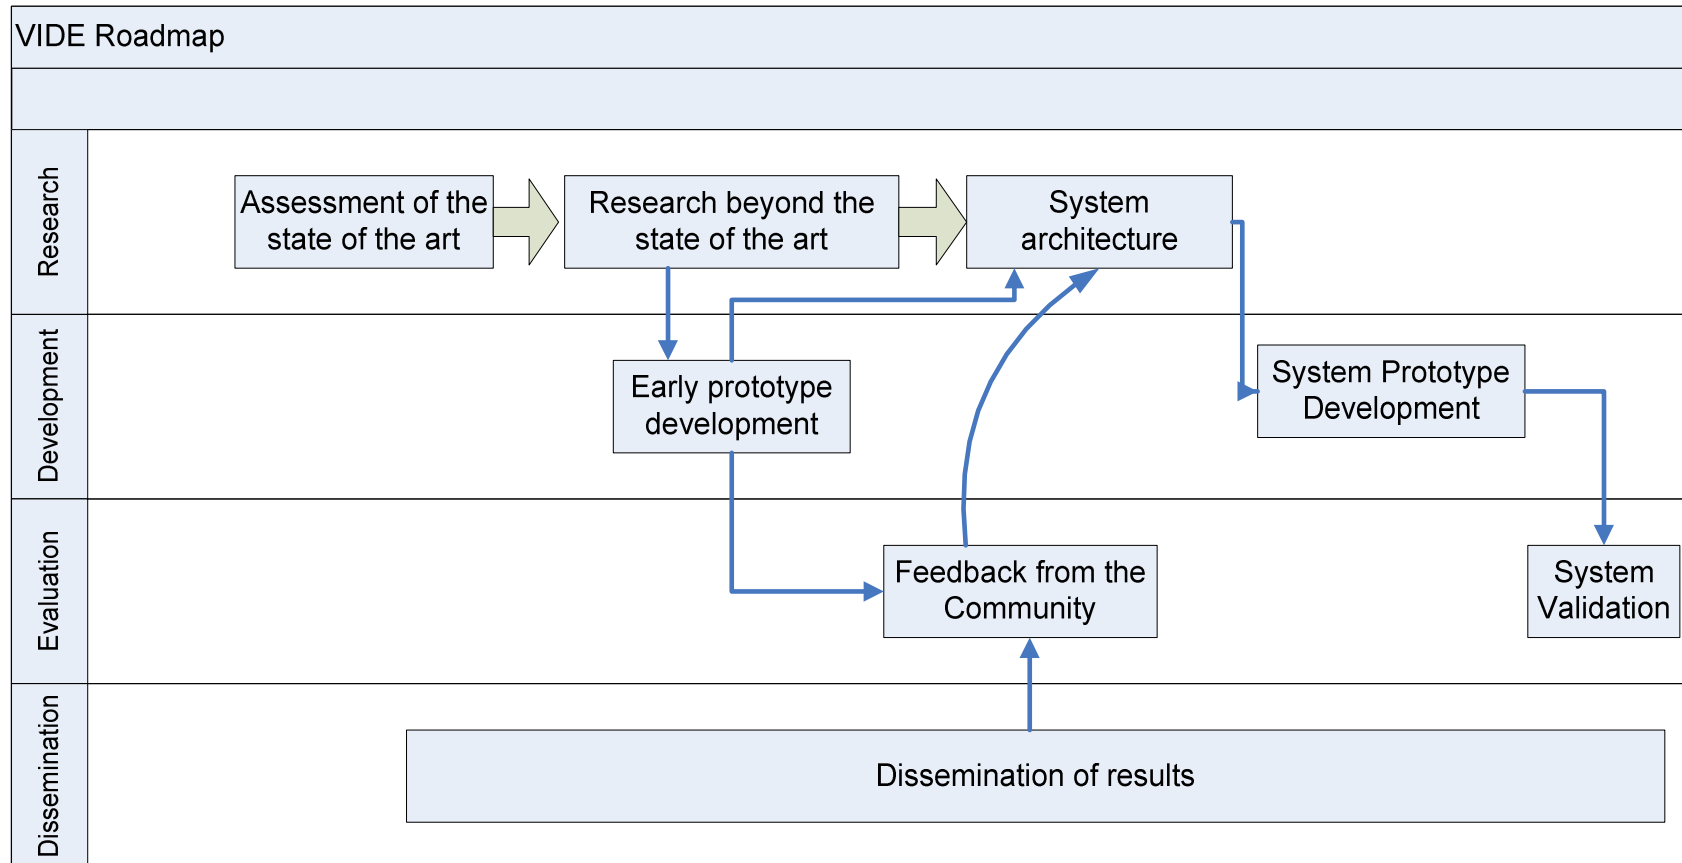 VIDE Roadmap
Research
Assessment of the
state of the art
Research beyond the
state of the art
System
architecture
Development
Early prototype
development
System Prototype
Development
Evaluation
Feedback from the
Community
System
Validation
Dissemination
Dissemination of results